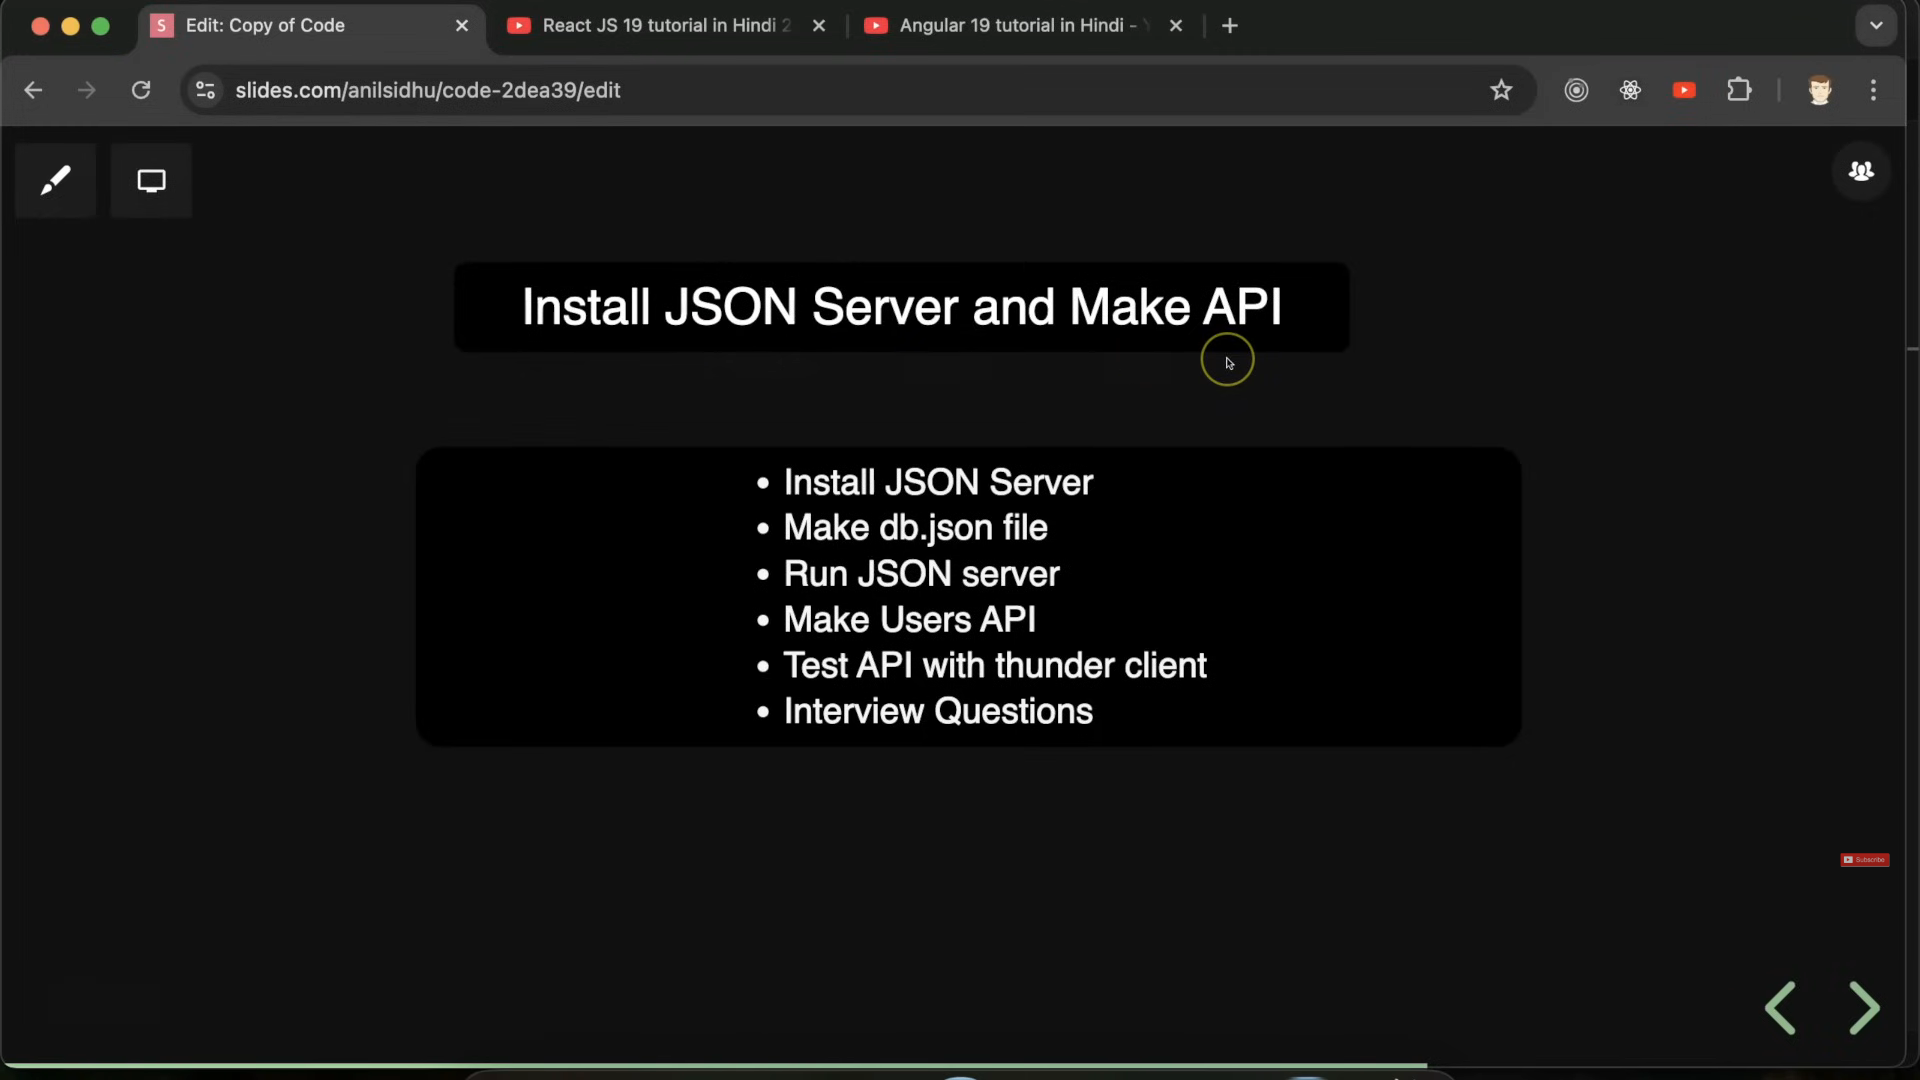 S Edit: Copy of Code
React JS 19 tutorial in Hindi 2
Angular 19 tutorial in Hindi -
slides.com/anilsidhu/code-2dea39/edit
Install JSON Server and Make API
• Install JSON Server
• Make db.json file
• Run JSON server
• Make Users API
• Test API with thunder client
• Interview Questions
Subscribe